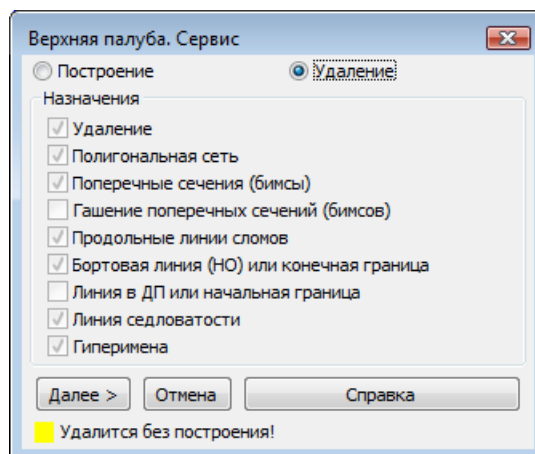 Верхняя палуба. Сервис
Построение
Удаление
Назначения
Удаление
Полигональная сеть
Поперечные сечения (бимсы)
Гашение поперечных сечений (бимсов)
Продольные линии сломов
Бортовая линия (НО) или конечная граница
Линия в ДП или начальная граница
Линия седловатости
Гиперимена
Далее >
Отмена
Справка
Удалится без построения!